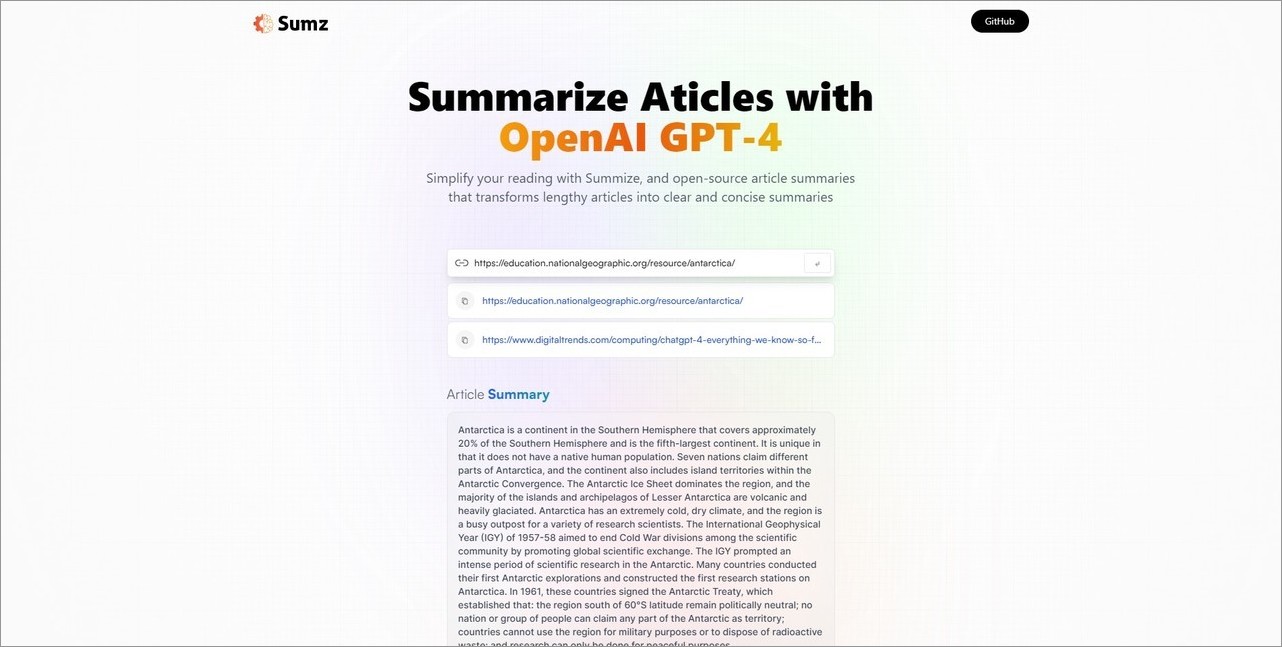 Sumz
GitHub
Summarize Aticles with
OpenAI GPT-4
Simplify your reading with Summize, and open-source article summaries
that transforms lengthy articles into clear and concise summaries
https://education.nationalgeographic.org/resource/antarctica/
https://education.nationalgeographic.org/resource/antarctica/
https://www.digitaltrends.com/computing/chatgpt-4-everything-we-know-so-f...
Article Summary
Antarctica is a continent in the Southern Hemisphere that covers approximately
20% of the Southern Hemisphere and is the fifth-largest continent. It is unique in
that it does not have a native human population. Seven nations claim different
parts of Antarctica, and the continent also includes island territories within the
Antarctic Convergence. The Antarctic Ice Sheet dominates the region, and the
majority of the islands and archipelagos of Lesser Antarctica are volcanic and
heavily glaciated. Antarctica has an extremely cold, dry climate, and the region is
a busy outpost for a variety of research scientists. The International Geophysical
Year (IGY) of 1957-58 aimed to end Cold War divisions among the scientific
community by promoting global scientific exchange. The IGY prompted an
intense period of scientific research in the Antarctic. Many countries conducted
their first Antarctic explorations and constructed the first research stations on
Antarctica. In 1961, these countries signed the Antarctic Treaty, which
established that: the region south of 60°S latitude remain politically neutral; no
nation or group of people can claim any part of the Antarctic as territory;
countries cannot use the region for military purposes or to dispose of radioactive
waste; and research can only be done for peaceful purposes.